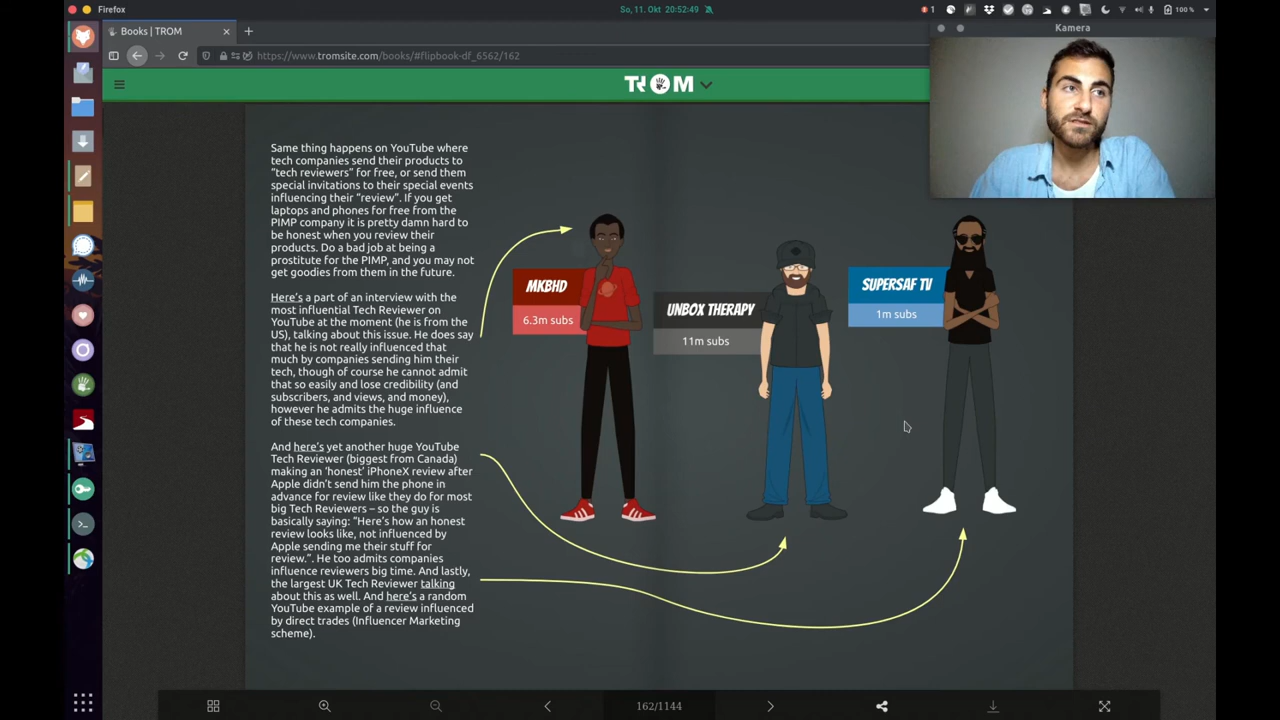 Firefox
So, 11. Okt 20:52:49
1
100 %
Books | TROM
Kamera
https://www.tromsite.com/books/#flipbook-df_6562/162
TROM
Same thing happens on YouTube where
tech companies send their products to
"tech reviewers" for free, or send them
special invitations to their special events
influencing their "review". If you get
laptops and phones for free from the
PIMP company it is pretty damn hard to
be honest when you review their
products. Do a bad job at being a
prostitute for the PIMP, and you may not
get goodies from them in the future.
Here's a part of an interview with the
most influential Tech Reviewer on
YouTube at the moment (he is from the
US), talking about this issue. He does say
that he is not really influenced that
much by companies sending him their
tech, though of course he cannot admit
that so easily and lose credibility (and
subscribers, and views, and money),
however he admits the huge influence
of these tech companies.
And here's yet another huge YouTube
Tech Reviewer (biggest from Canada)
making an 'honest' iPhoneX review after
Apple didn't send him the phone in
advance for review like they do for most
big Tech Reviewers – so the guy is
basically saying: "Here's how an honest
review looks like, not influenced by
Apple sending me their stuff for
review.". He too admits companies
influence reviewers big time. And lastly,
the largest UK Tech Reviewer talking
about this as well. And here's a random
YouTube example of a review influenced
by direct trades (Influencer Marketing
scheme).
MKBHD
6.3m subs
UNBOX THERAPY
11m subs
SUPERSAF TV
1m subs
162/1144